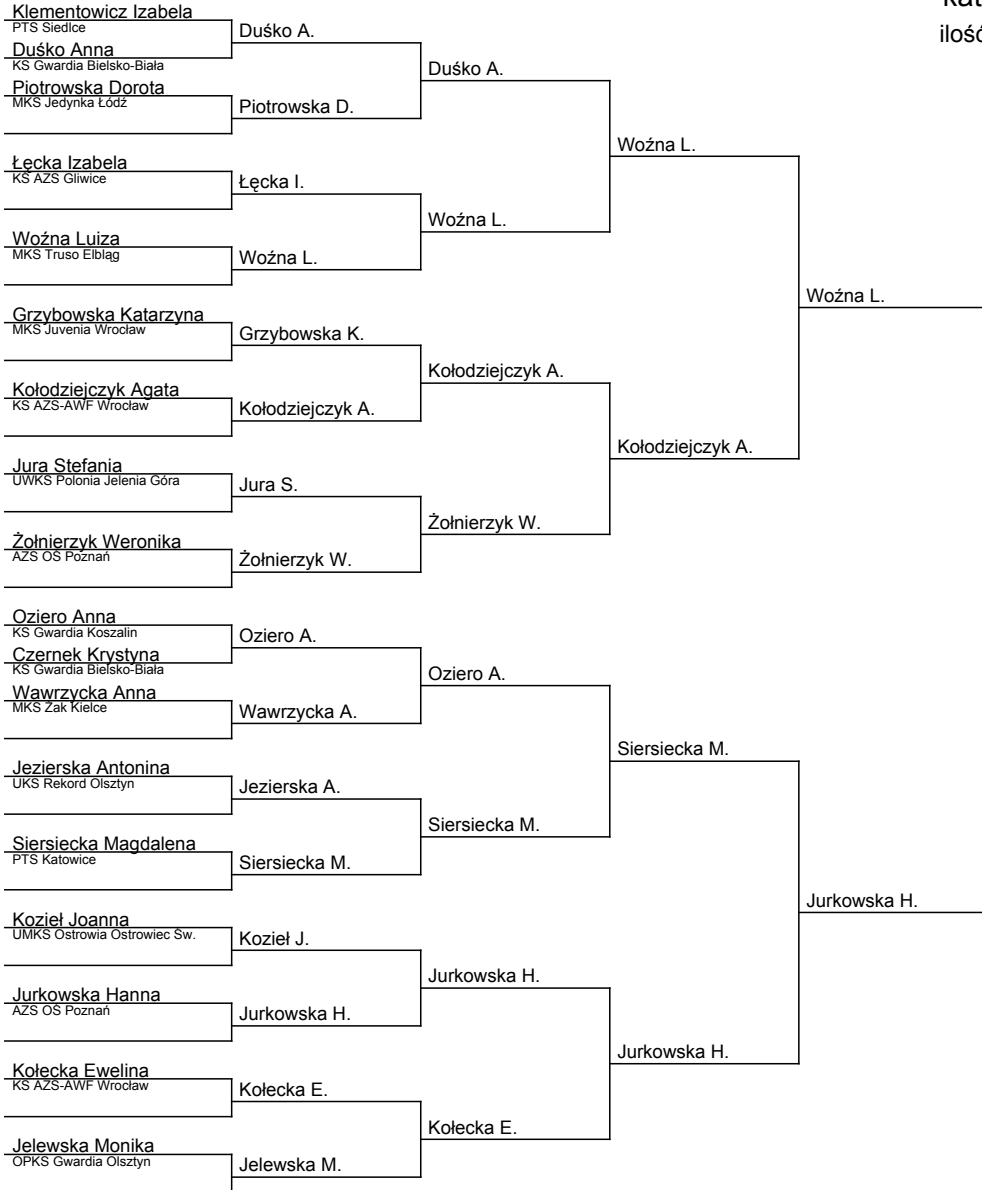 kat
ilość
Klementowicz Izabela
PTS Siedlce
Duśko A.
Duśko Anna
KS Gwardia Bielsko-Biała
Duśko A.
Piotrowska Dorota
MKS Jedynka Łódź
Piotrowska D.
Woźna L.
Łęcka Izabela
KŚ AZS Gliwice
Łęcka I.
Woźna L.
Woźna Luiza
MKS Truso Elbląg
Woźna L.
Woźna L.
Grzybowska Katarzyna
MKS Juvenia Wrocław
Grzybowska K.
Kołodziejczyk A.
Kołodziejczyk Agata
KS AZS-AWF Wrocław
Kołodziejczyk A.
Kołodziejczyk A.
Jura Stefania
UWKS Polonia Jelenia Góra
Jura S.
Żołnierzyk W.
Żołnierzyk Weronika
AZS OŚ Poznań
Żołnierzyk W.
Oziero Anna
KS Gwardia Koszalin
Oziero A.
Czernek Krystyna
KS Gwardia Bielsko-Biała
Oziero A.
Wawrzycka Anna
MKS Żak Kielce
Wawrzycka A.
Siersiecka M.
Jezierska Antonina
UKS Rekord Olsztyn
Jezierska A.
Siersiecka M.
Siersiecka Magdalena
PTS Katowice
Siersiecka M.
Jurkowska H.
Kozieł Joanna
UMKS Ostrowia Ostrowiec Św.
Kozieł J.
Jurkowska H.
Jurkowska Hanna
AZS OŚ Poznań
Jurkowska H.
Jurkowska H.
Kołecka Ewelina
KS AZS-AWF Wrocław
Kołecka E.
Kołecka E.
Jelewska Monika
OPKS Gwardia Olsztyn
Jelewska M.